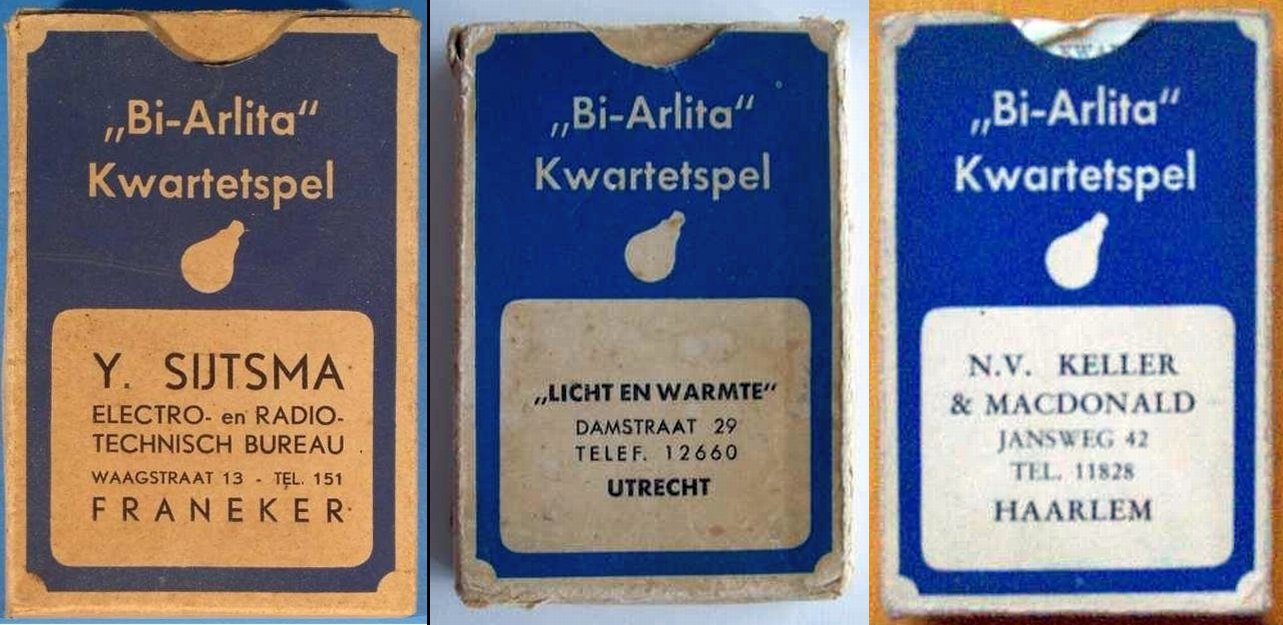 „Bi-Arlita“
Kwartetspel
Y. SIJTSMA
ELECTRO- en RADIO-
TECHNISCH BUREAU
WAAGSTRAAT 13 - TEL. 151
FRANEKER
„Bi-Arlita“
Kwartetspel
„LICHT EN WARMTE“
DAMSTRAAT 29
TELEF. 12660
UTRECHT
„Bi-Arlita“
Kwartetspel
N.V. KELLER
& MACDONALD
JANSWEG 42
TEL. 11828
HAARLEM